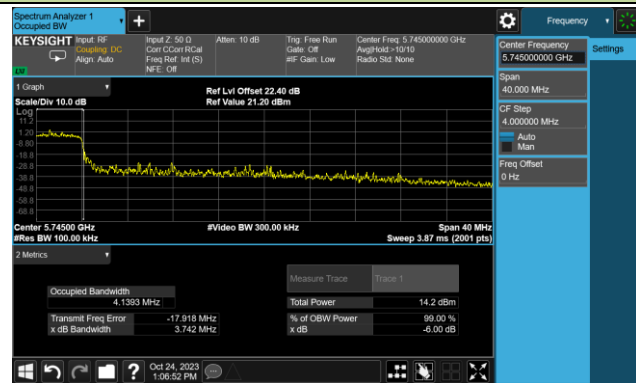 Spectrum Analyzer 1
Occupied BW
Frequency
KEYSIGHT
Input: RF
Coupling: DC
Align: Auto
Input Z: 50 Ω
Corr CCorr RCal
Freq Ref: Int (S)
NFE: Off
Atten: 10 dB
Trig: Free Run
Gate: Off
#IF Gain: Low
Center Freq: 5.745000000 GHz
Avg|Hold:>10/10
Radio Std: None
Center Frequency
5.745000000 GHz
Settings
Span
40.000 MHz
CF Step
4.000000 MHz
Auto
Man
Freq Offset
0 Hz
1 Graph
Scale/Div 10.0 dB
Ref Lvl Offset 22.40 dB
Ref Value 21.20 dBm
Log
11.2
1.20
-8.80
-18.8
-28.8
-38.8
-48.8
-58.8
-68.8
Center 5.74500 GHz
#Video BW 300.00 kHz
Span 40 MHz
#Res BW 100.00 kHz
Sweep 3.87 ms (2001 pts)
2 Metrics
Measure Trace
Trace 1
Occupied Bandwidth
4.1393 MHz
Total Power
14.2 dBm
Transmit Freq Error
-17.918 MHz
% of OBW Power
99.00 %
x dB Bandwidth
3.742 MHz
x dB
-6.00 dB
Oct 24, 2023
1:06:52 PM